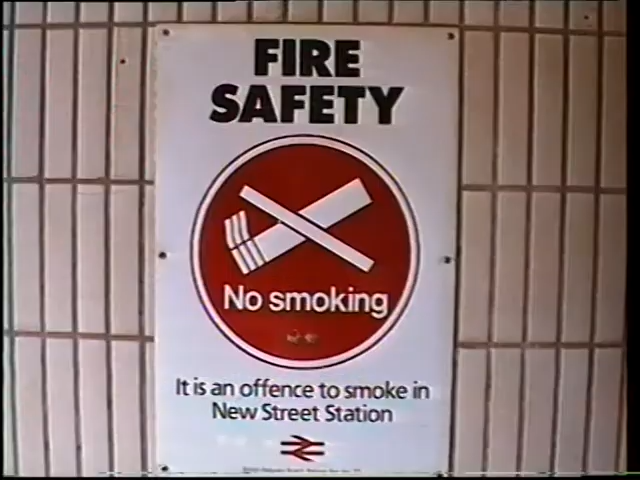 FIRE
SAFETY
No smoking
It is an offence to smoke in
New Street Station